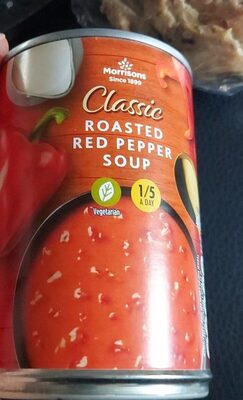 Morrisons
Since 1899
Classic
ROASTED
RED PEPPER
SOUP
1/5
A DAY
Vegetarian